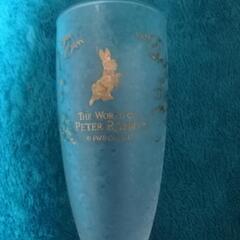 THE WORLD OF
PETER RABBIT